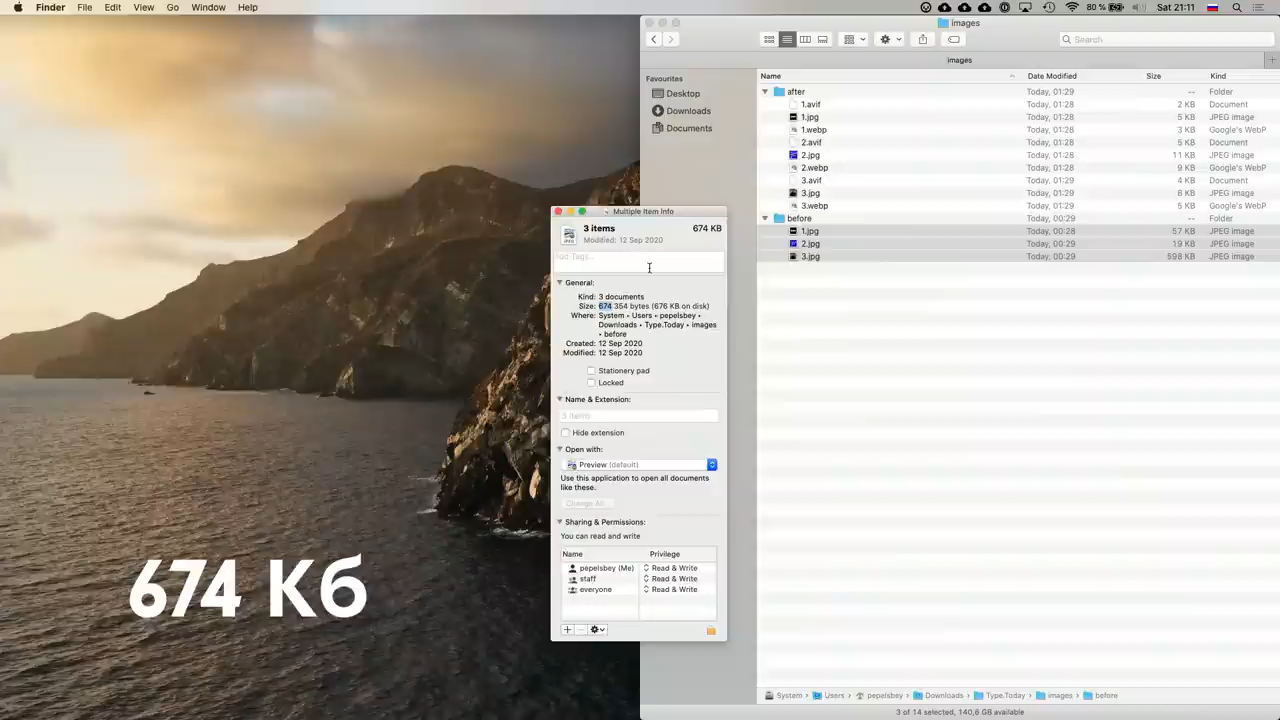 Finder File Edit View Go Window Help
80 % Sat 21:11
images
Search
images
Favourites
Desktop
Downloads
Documents
Name Date Modified Size Kind
after Today, 01:29 -- Folder
1.avif Today, 01:28 2 KB Document
1.jpg Today, 01:28 5 KB JPEG image
1.webp Today, 01:28 3 KB Google's WebP
2.avif Today, 01:28 5 KB Document
2.jpg Today, 01:28 11 KB JPEG image
2.webp Today, 01:28 9 KB Google's WebP
3.avif Today, 01:29 4 KB Document
3.jpg Today, 01:29 8 KB JPEG image
3.webp Today, 01:29 6 KB Google's WebP
before Today, 00:29 -- Folder
1.jpg Today, 00:28 57 KB JPEG image
2.jpg Today, 00:29 19 KB JPEG image
3.jpg Today, 00:29 598 KB JPEG image
Multiple Item Info
3 items 674 KB
Modified: 12 Sep 2020
Add Tags...
General:
Kind: 3 documents
Size: 674 354 bytes (676 KB on disk)
Where: System • Users • pepelsbey •
Downloads • Type.Today • images
• before
Created: 12 Sep 2020
Modified: 12 Sep 2020
Stationery pad
Locked
Name & Extension:
3 items
Hide extension
Open with:
Preview (default)
Use this application to open all documents
like these.
Change All...
Sharing & Permissions:
You can read and write
Name Privilege
pepelsbey (Me) Read & Write
staff Read & Write
everyone Read & Write
674 Кб
System Users pepelsbey Downloads Type.Today images before
3 of 14 selected, 140,6 GB available